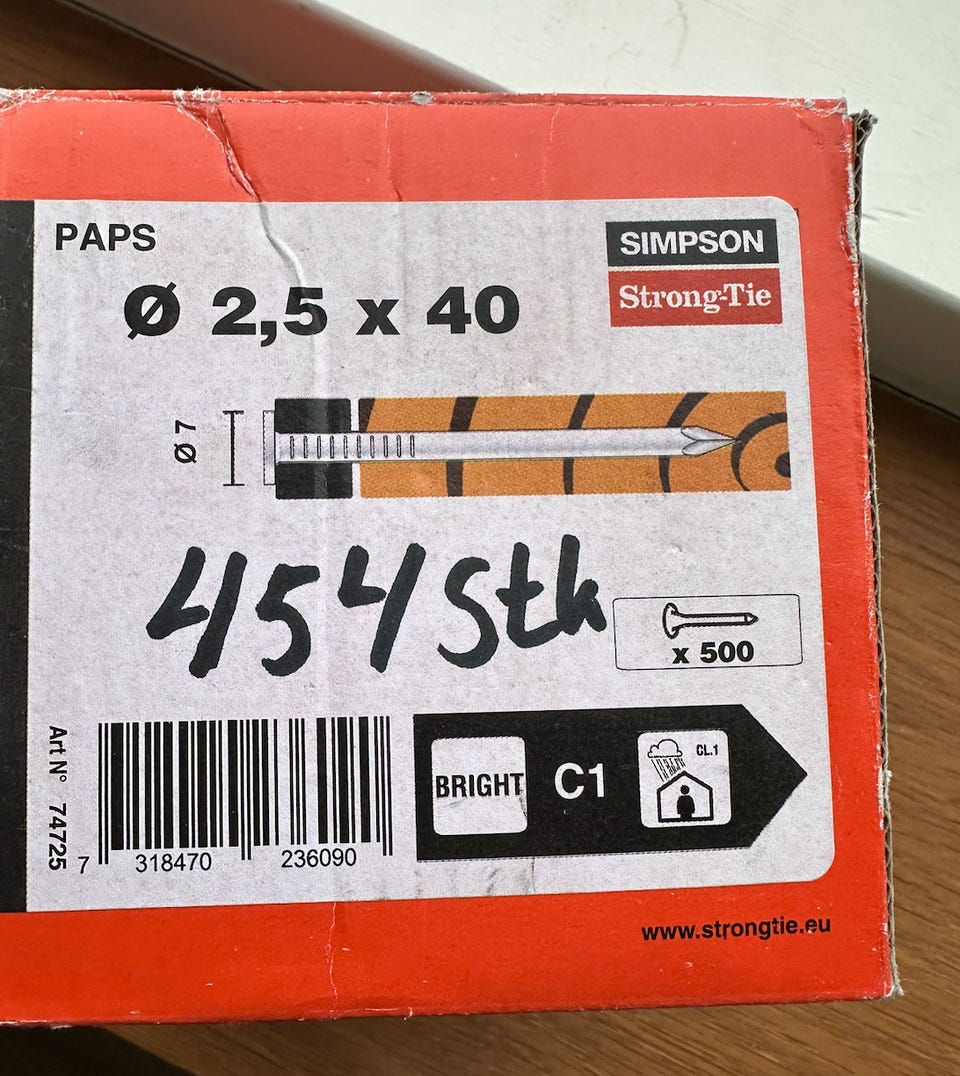 PAPS
SIMPSON
Strong-Tie
Ø 2,5 x 40
Ø 7
454 Stk
x 500
Art N° 74725
7 318470 236090
BRIGHT
C1
CL.1
www.strongtie.eu